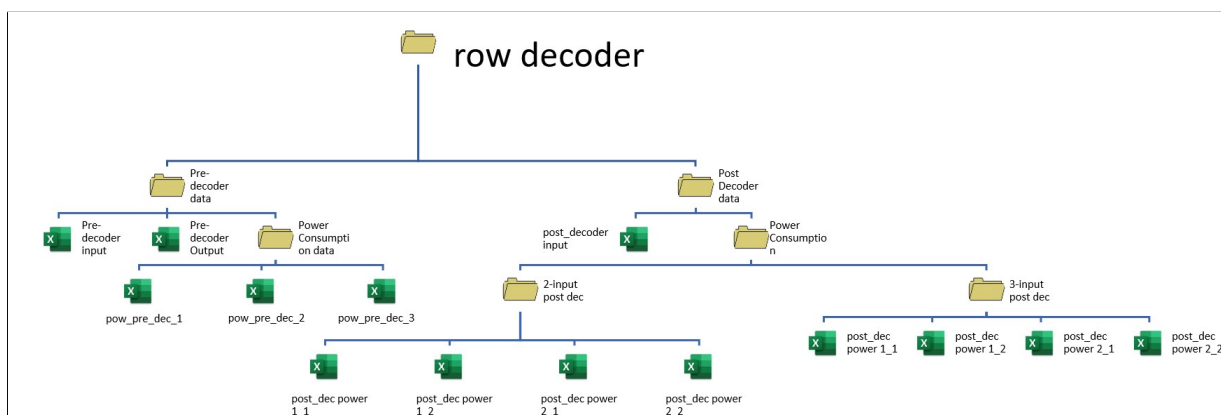 row decoder
Pre-
decoder
data
Post
Decoder
data
Pre-
decoder
input
Pre-
decoder
Output
Power
Consumpti
on data
post_decoder
input
Power
Consumptio
n
pow_pre_dec_1
pow_pre_dec_2
pow_pre_dec_3
2-input
post dec
3-input
post dec
post_dec power
1_1
post_dec power
1_2
post_dec power
2_1
post_dec power
2_2
post_dec
power 1_1
post_dec
power 1_2
post_dec
power 2_1
post_dec
power 2_2